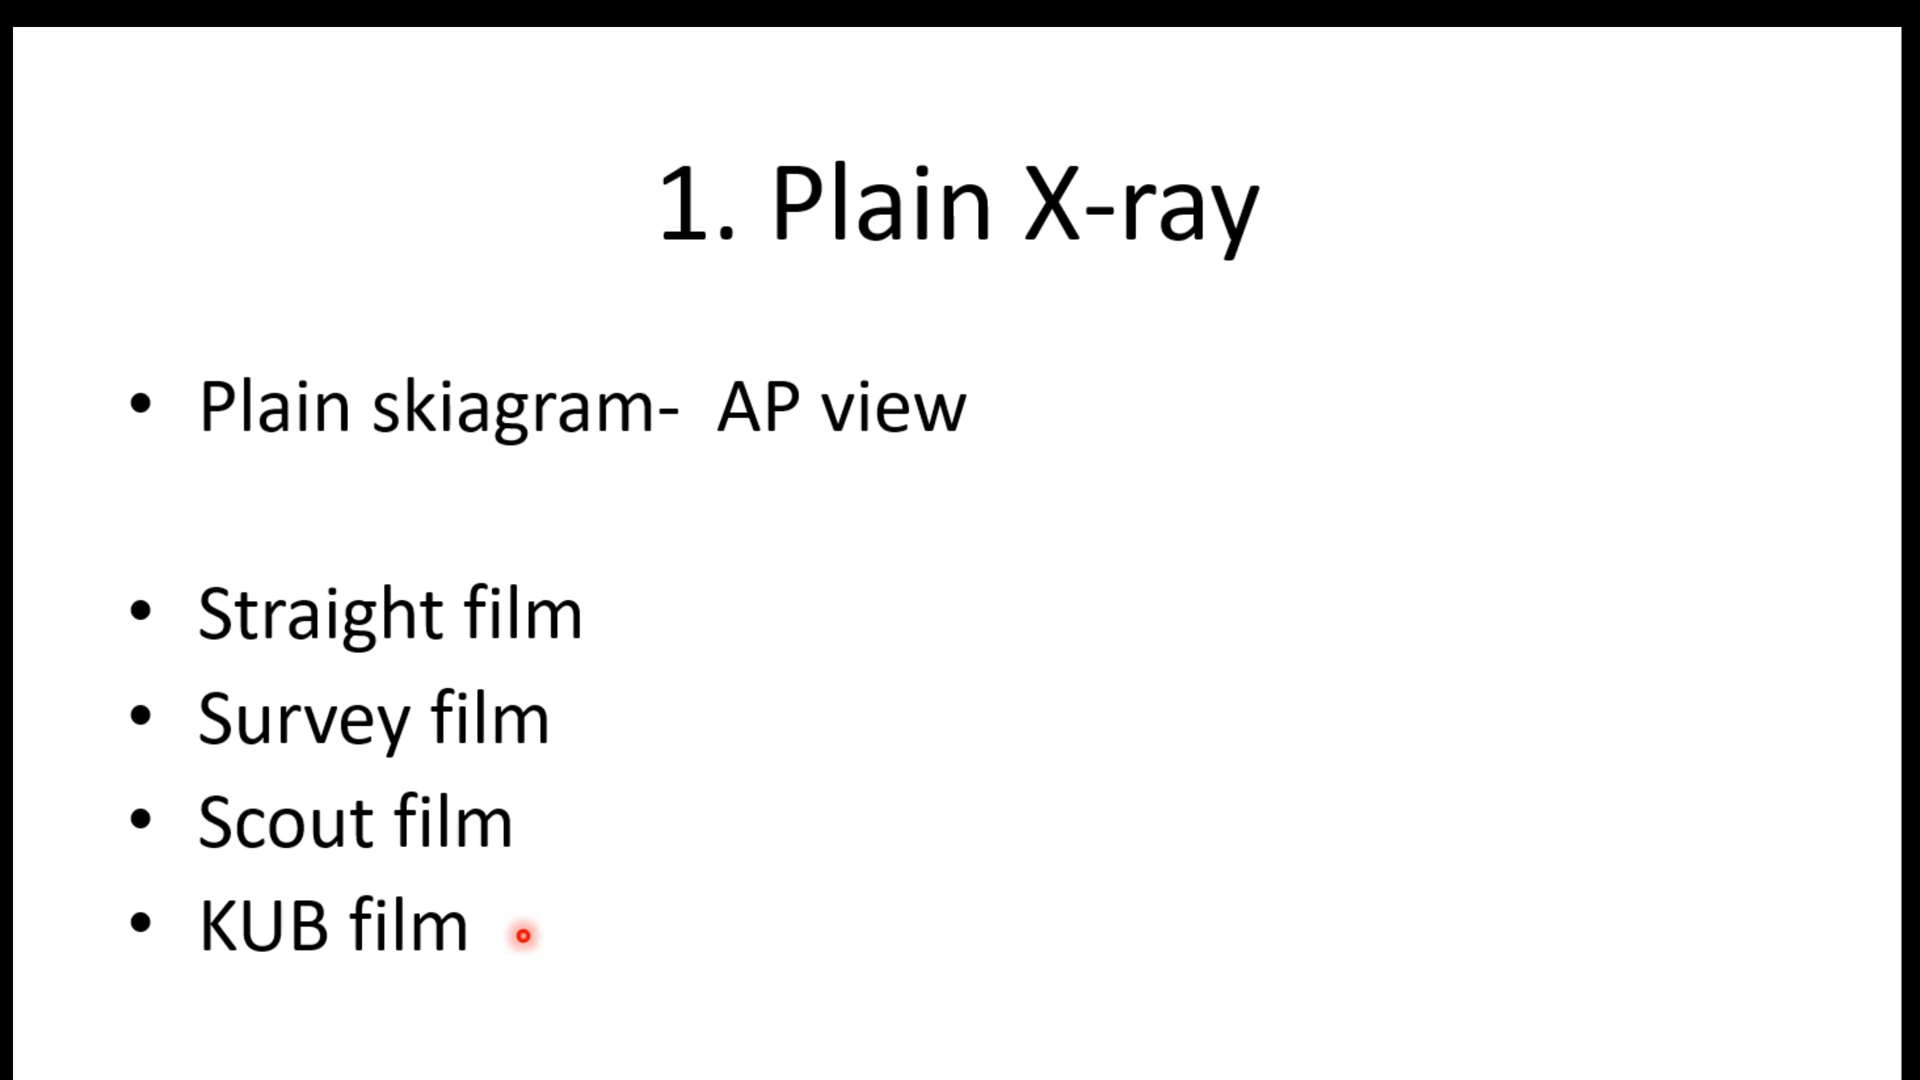 1. Plain X-ray
• Plain skiagram-  AP view
• Straight film
• Survey film
• Scout film
• KUB film